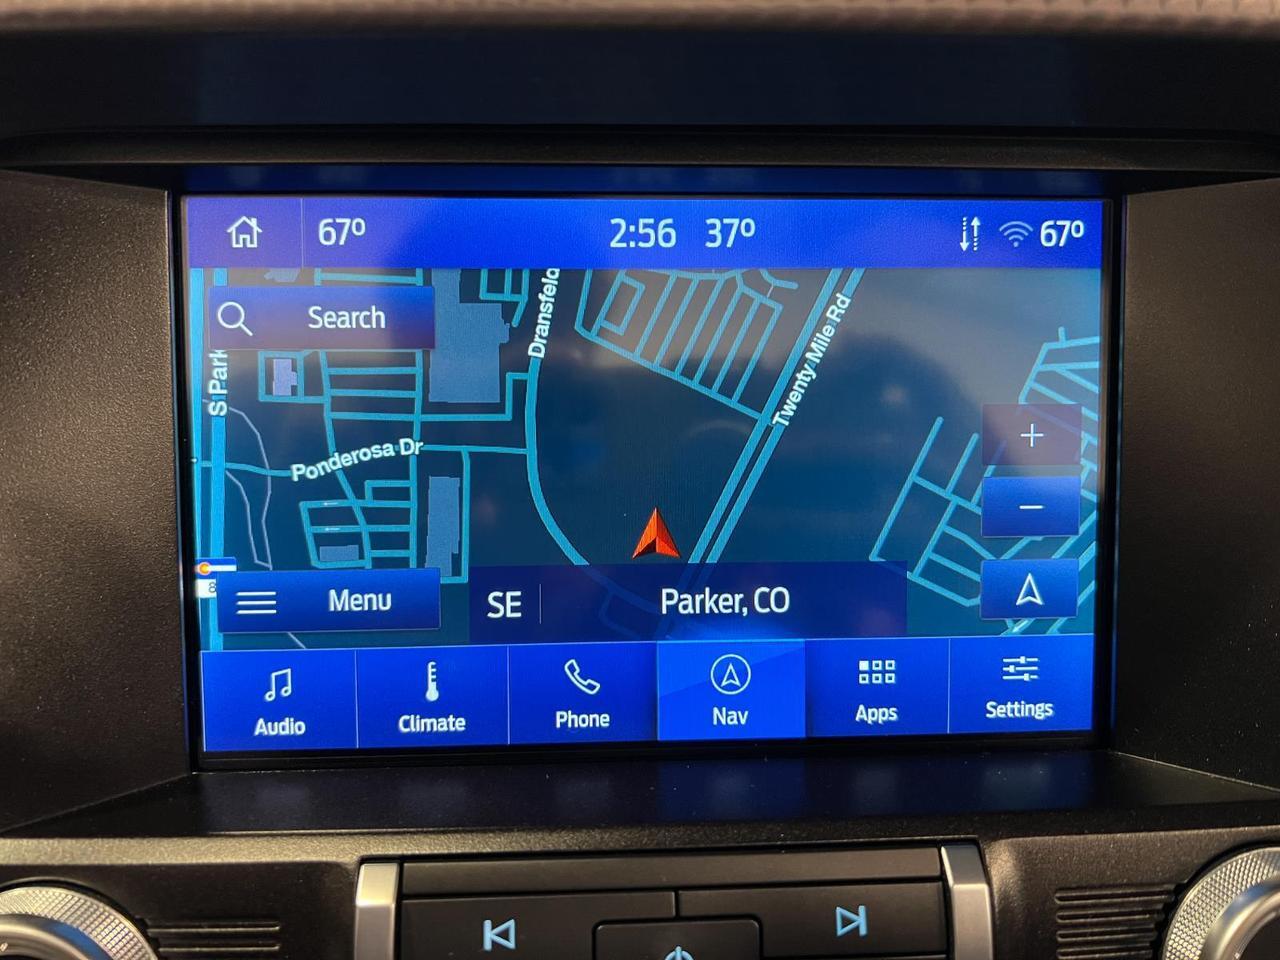 67°
2:56 37°
67°
Search
Dransfeld
Twenty Mile Rd
S Park
Ponderosa Dr
8
Menu
SE
Parker, CO
Audio
Climate
Phone
Nav
Apps
Settings